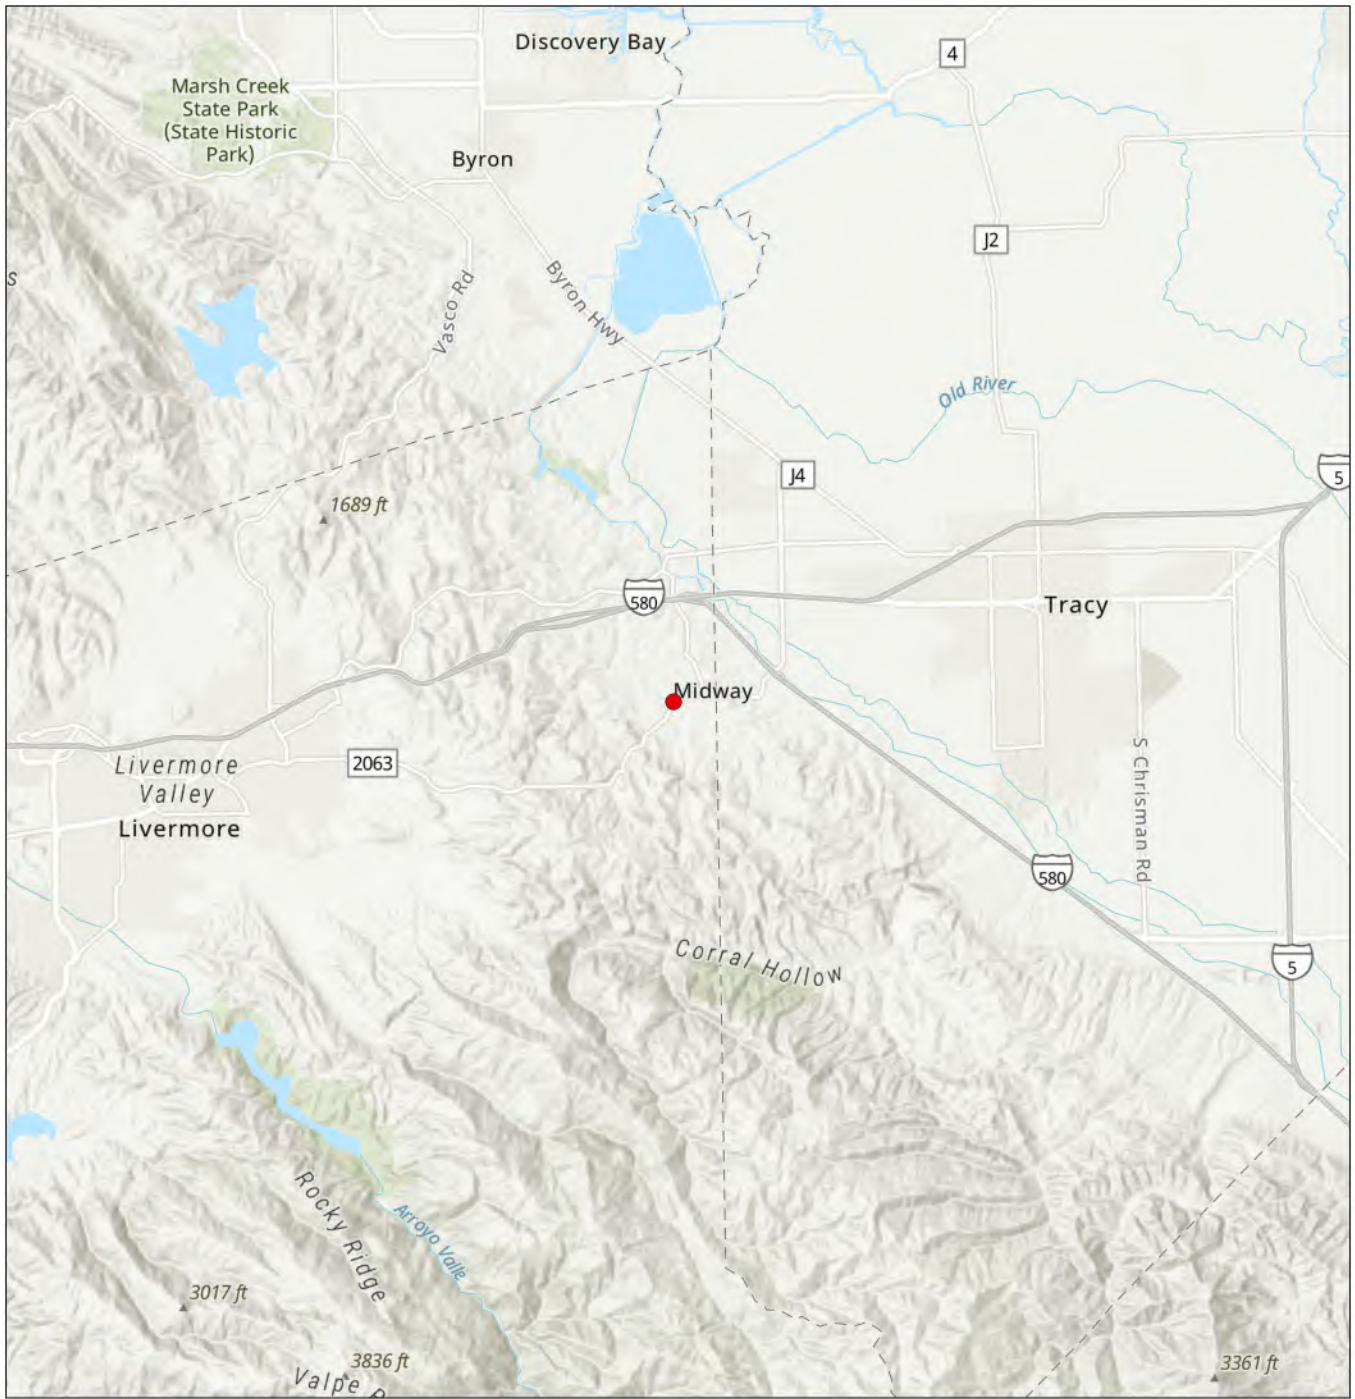 Discovery Bay
4
Marsh Creek
State Park
(State Historic
Park)
Byron
J2
S
Byron Hwy
Vasco Rd
Old River
J4
5
1689 ft
580
Tracy
Midway
S Chrisman Rd
2063
Livermore
Valley
Livermore
580
Corral Hollow
5
Rocky Ridge
Arroyo Valle
3017 ft
3836 ft
3361 ft
Valpe